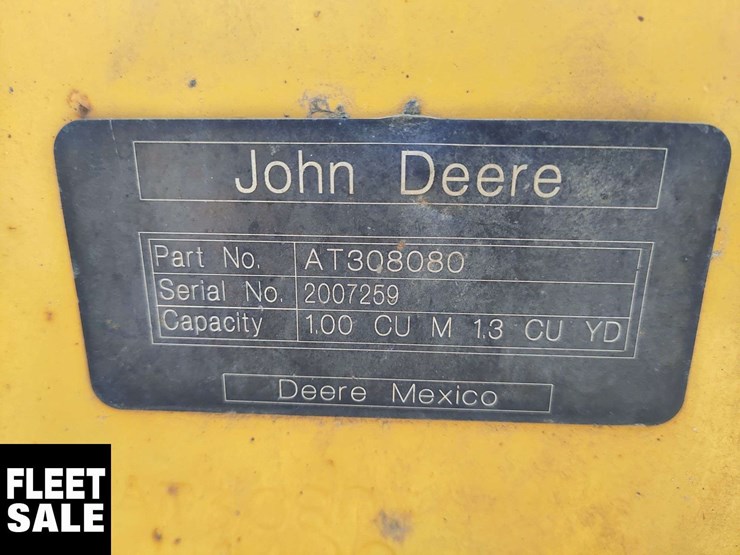 John Deere
Part No. AT308080
Serial No. 2007259
Capacity 1.00 CU M 1.3 CU YD
Deere Mexico
FLEET
SALE